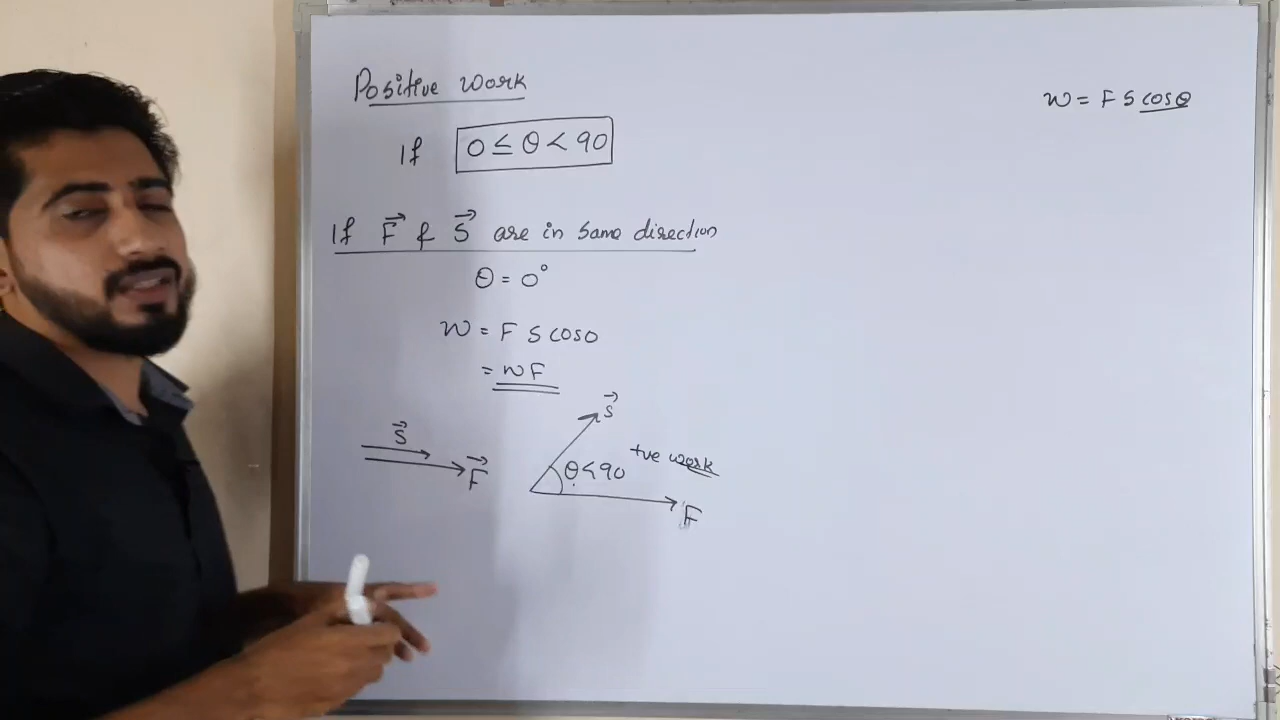 Positive work
W = F S cosθ
If 0 ≤ θ < 90
If F⃗ & S⃗ are in same direction
θ = 0°
W = F S cos0
= WF
S⃗
F⃗
S⃗
θ<90
+ve work
F